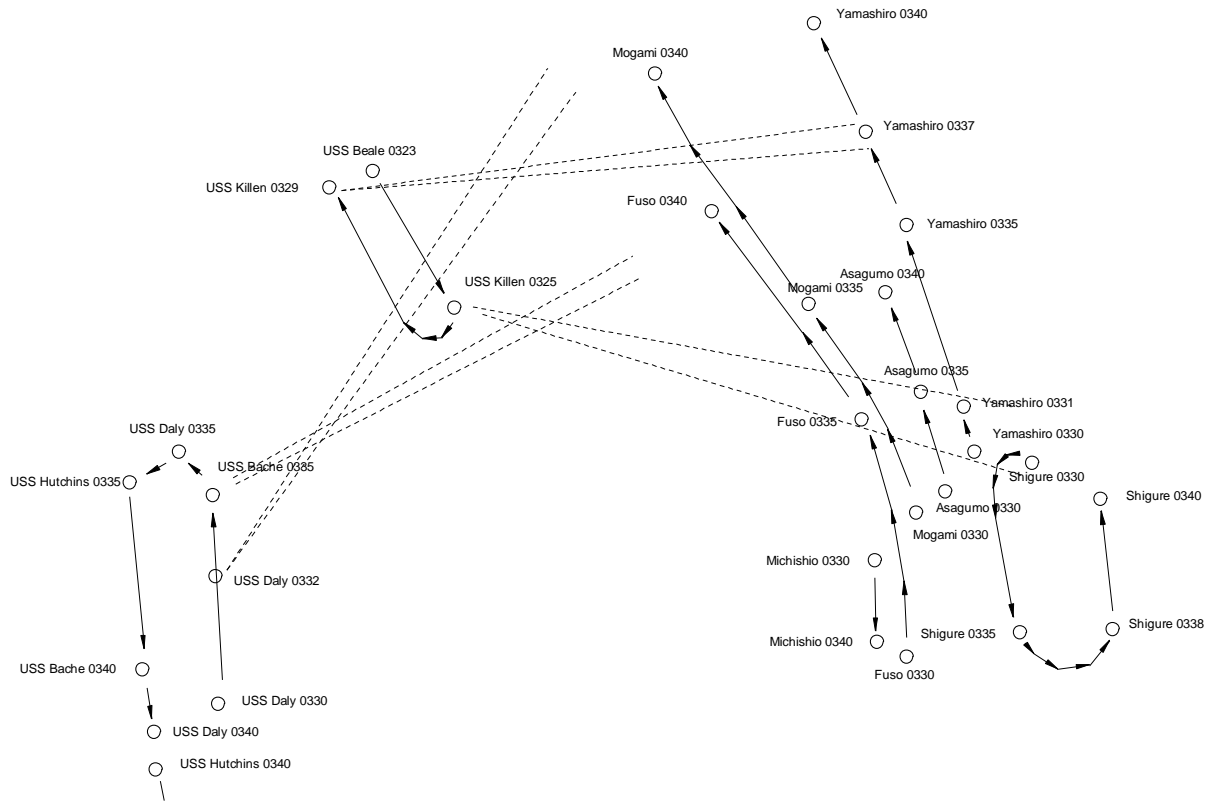 Yamashiro 0340
Mogami 0340
Yamashiro 0337
USS Beale 0323
USS Killen 0329
Fuso 0340
Yamashiro 0335
Asagumo 0340
USS Killen 0325
Mogami 0335
Asagumo 0335
Yamashiro 0331
Fuso 0335
USS Daly 0335
Yamashiro 0330
USS Bache 0335
Shigure 0330
USS Hutchins 0335
Shigure 0340
Asagumo 0330
Mogami 0330
Michishio 0330
USS Daly 0332
Shigure 0338
Shigure 0335
Michishio 0340
USS Bache 0340
Fuso 0330
USS Daly 0330
USS Daly 0340
USS Hutchins 0340